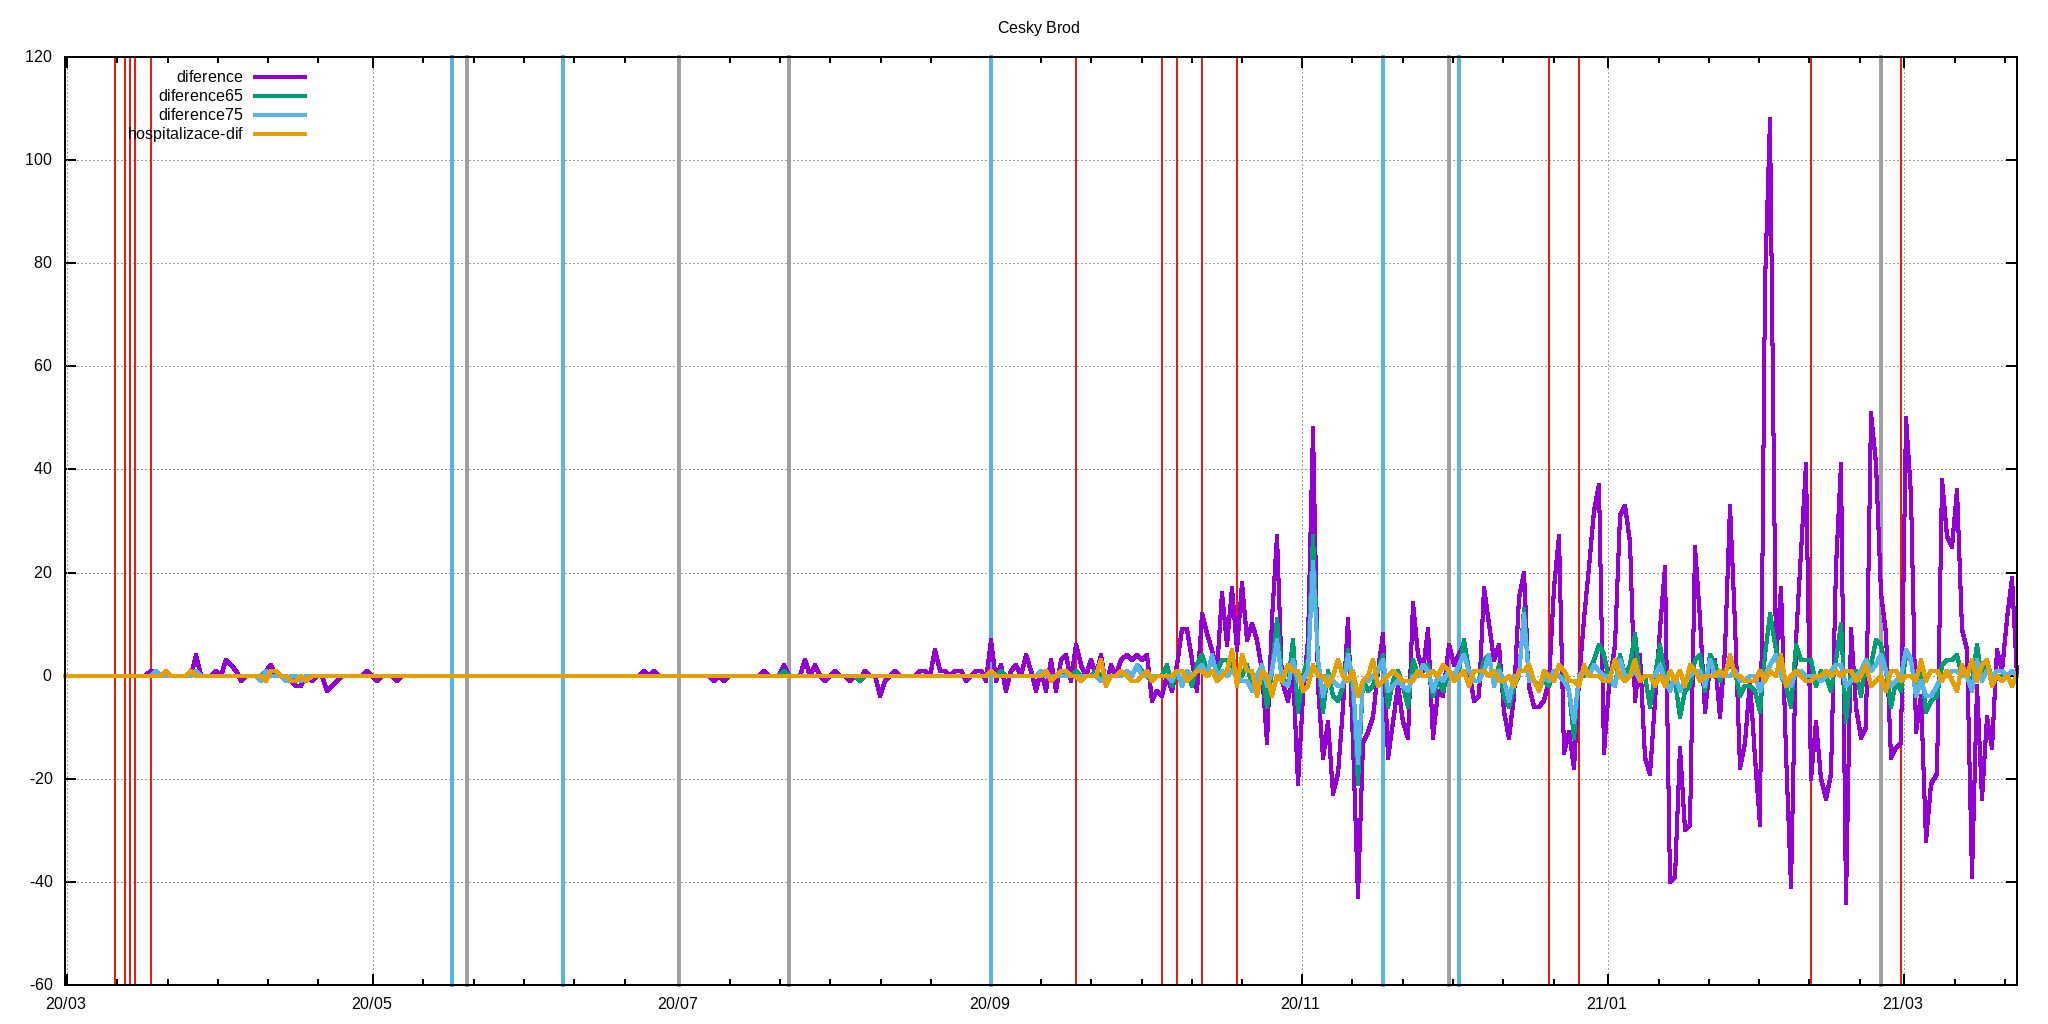 Cesky Brod
120
diference
diference65
diference75
hospitalizace-dif
100
80
60
40
20
0
-20
-40
-60
20/03 20/05 20/07 20/09 20/11 21/01 21/03